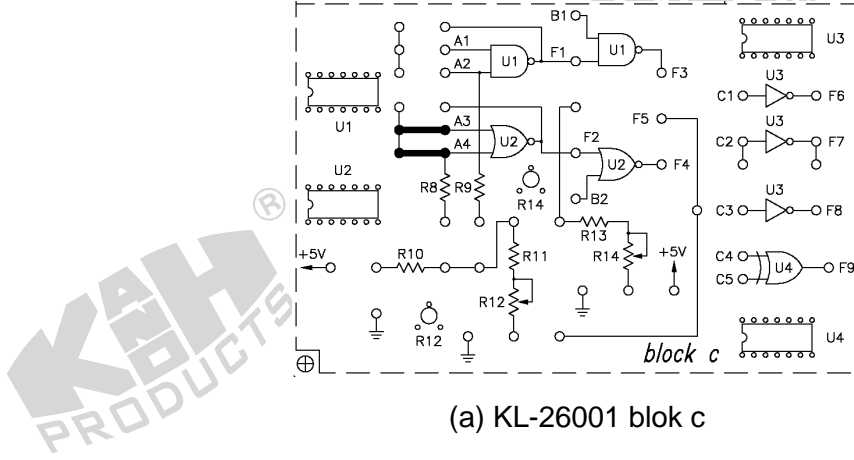 B1
U3
A1
F1
U1
A2
U1
F3
U3
C1
F6
U1
A3
F5
U3
C2
F7
A4
U2
F2
U2
F4
U2
R8
R9
R14
B2
U3
C3
F8
®
K&H
R13
+5V
R10
R11
R14
+5V
C4
U4
F9
C5
R12
R12
block c
U4
KANDH PRODUCTS
(a) KL-26001 blok c